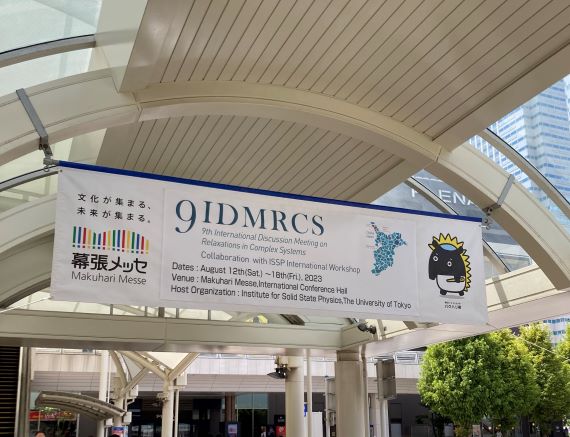 文化が集まる、
未来が集まる。
幕張メッセ
Makuhari Messe
9IDMRCS
9th International Discussion Meeting on
Relaxations in Complex Systems
Collaboration with ISSP International Workshop
Dates : August 12th(Sat.) ~18th(Fri.), 2023
Venue : Makuhari Messe,International Conference Hall
Host Organization : Institute for Solid State Physics,The University of Tokyo